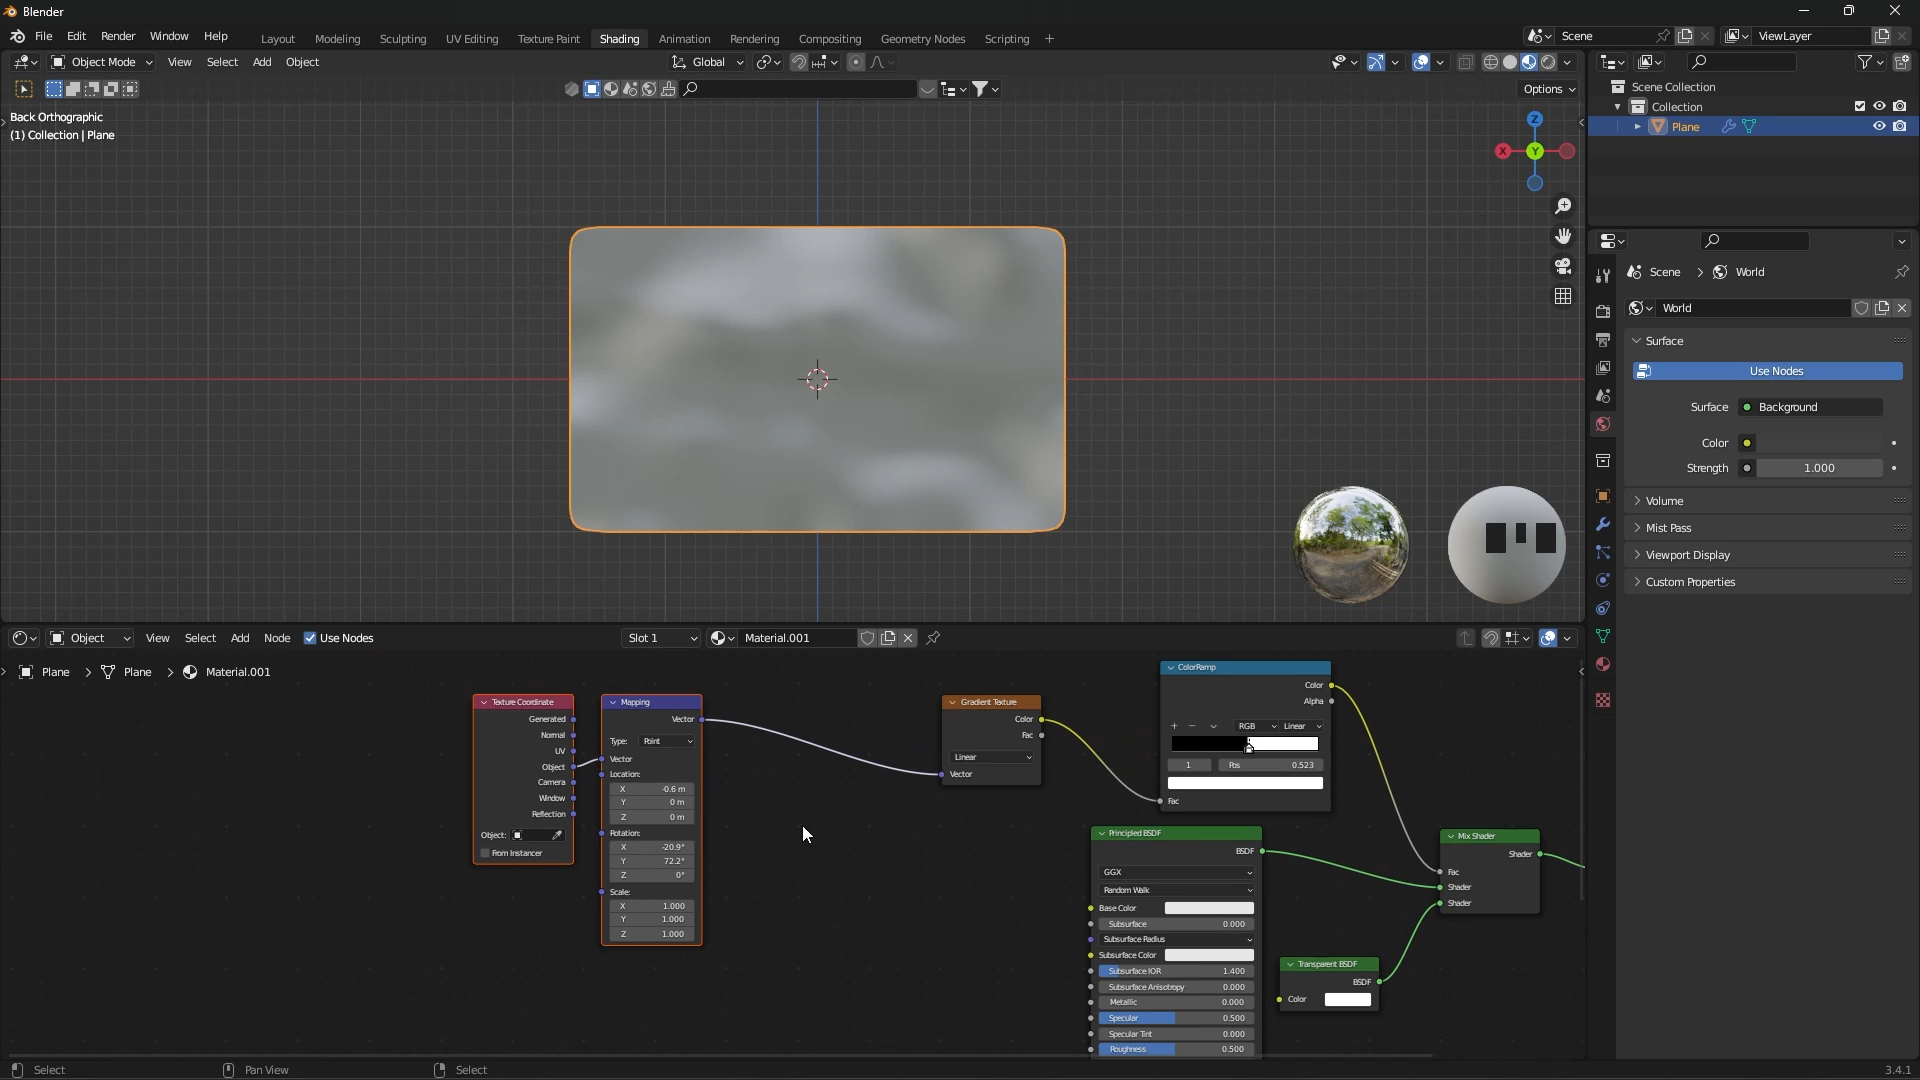 Blender
File Edit Render Window Help Layout Modeling Sculpting UV Editing Texture Paint Shading Animation Rendering Compositing Geometry Nodes Scripting + Scene ViewLayer
Object Mode View Select Add Object Global
Options
Back Orthographic
(1) Collection | Plane
Z
X Y
Scene Collection
Collection
Plane
Scene > World
World
Surface
Use Nodes
Surface Background
Color
Strength 1.000
Volume
Mist Pass
Viewport Display
Custom Properties
Object View Select Add Node Use Nodes Slot 1 Material.001
Plane > Plane > Material.001
Texture Coordinate
Generated
Normal
UV
Object
Camera
Window
Reflection
Object:
From Instancer
Mapping
Vector
Type: Point
Vector
Location:
X -0.6 m
Y 0 m
Z 0 m
Rotation:
X -20.9°
Y 72.2°
Z 0°
Scale:
X 1.000
Y 1.000
Z 1.000
Gradient Texture
Color
Fac
Linear
Vector
ColorRamp
Color
Alpha
+ − RGB Linear
1 Pos 0.523
Fac
Principled BSDF
BSDF
GGX
Random Walk
Base Color
Subsurface 0.000
Subsurface Radius
Subsurface Color
Subsurface IOR 1.400
Subsurface Anisotropy 0.000
Metallic 0.000
Specular 0.500
Specular Tint 0.000
Roughness 0.500
Transparent BSDF
BSDF
Color
Mix Shader
Shader
Fac
Shader
Shader
Select Pan View Select 3.4.1